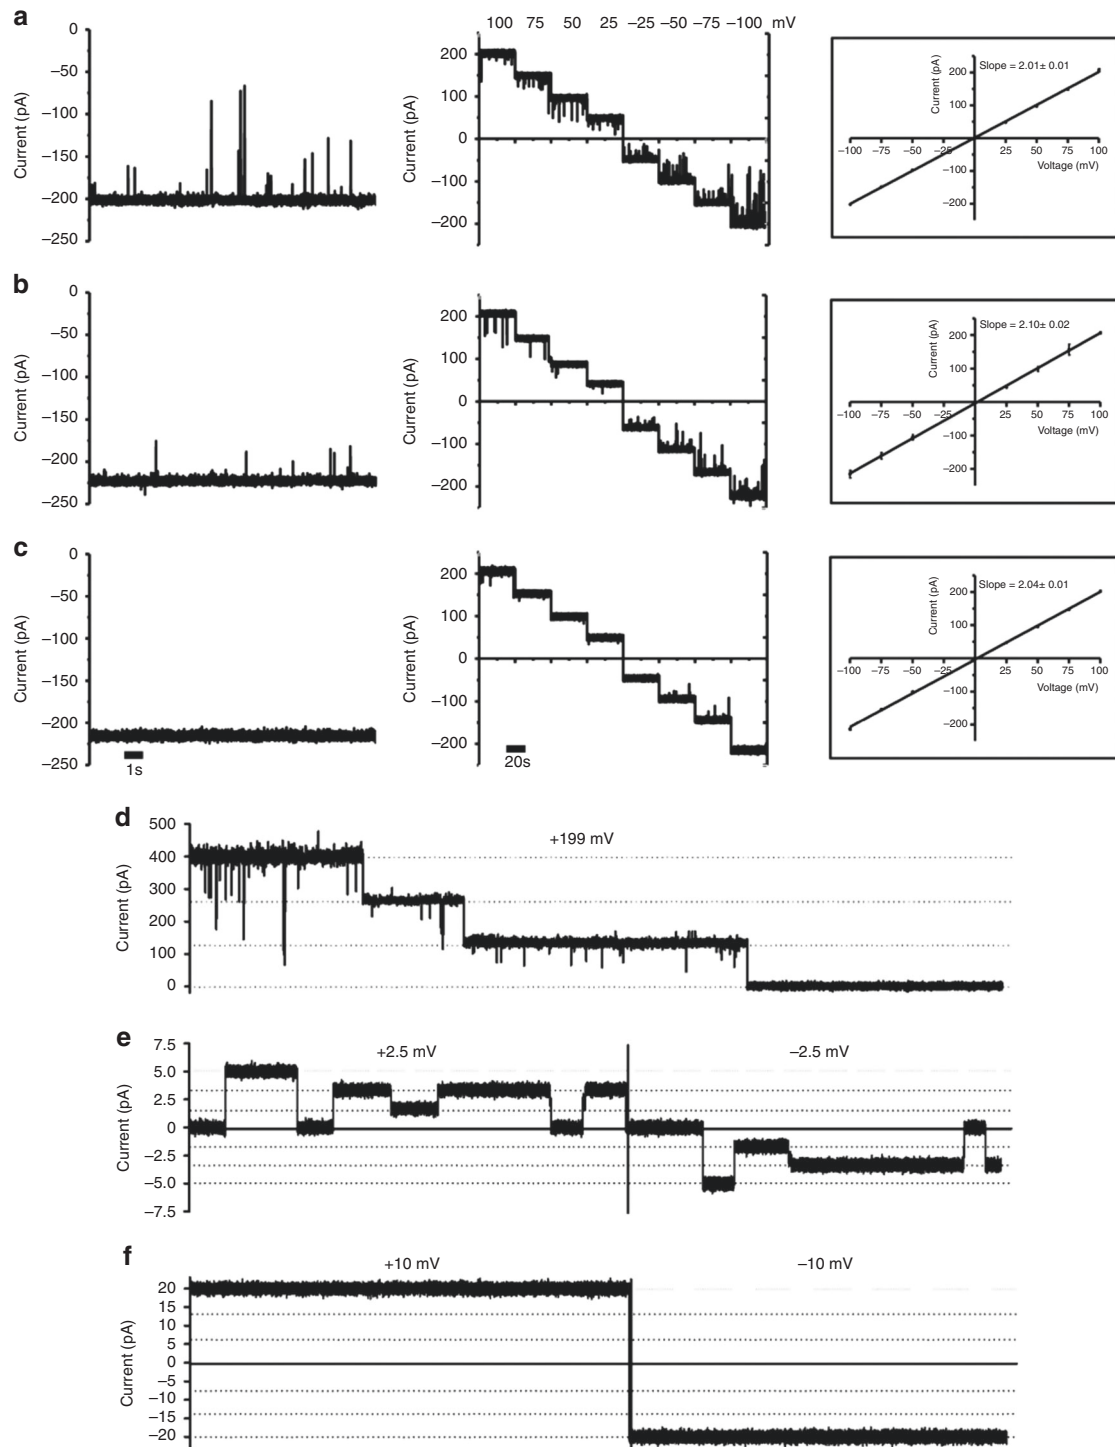 a
0
−50
−100
−150
−200
−250
Current (pA)
100 75 50 25 −25 −50 −75 −100 mV
200
100
0
−100
−200
Current (pA)
Slope = 2.01± 0.01
Current (pA)
200
100
−100
−200
−100 −75 −50 −25 25 50 75 100
Voltage (mV)
b
0
−50
−100
−150
−200
−250
Current (pA)
200
100
0
−100
−200
Current (pA)
Slope = 2.10± 0.02
Current (pA)
200
100
−100
−200
−100 −75 −50 −25 25 50 75 100
Voltage (mV)
c
0
−50
−100
−150
−200
−250
Current (pA)
1s
200
100
0
−100
−200
Current (pA)
20s
Slope = 2.04± 0.01
Current (pA)
200
100
−100
−200
−100 −75 −50 −25 25 50 75 100
Voltage (mV)
d
+199 mV
500
400
300
200
100
0
Current (pA)
e
+2.5 mV −2.5 mV
7.5
5.0
2.5
0
−2.5
−5.0
−7.5
Current (pA)
f
+10 mV −10 mV
20
15
10
5
0
−5
−10
−15
−20
Current (pA)